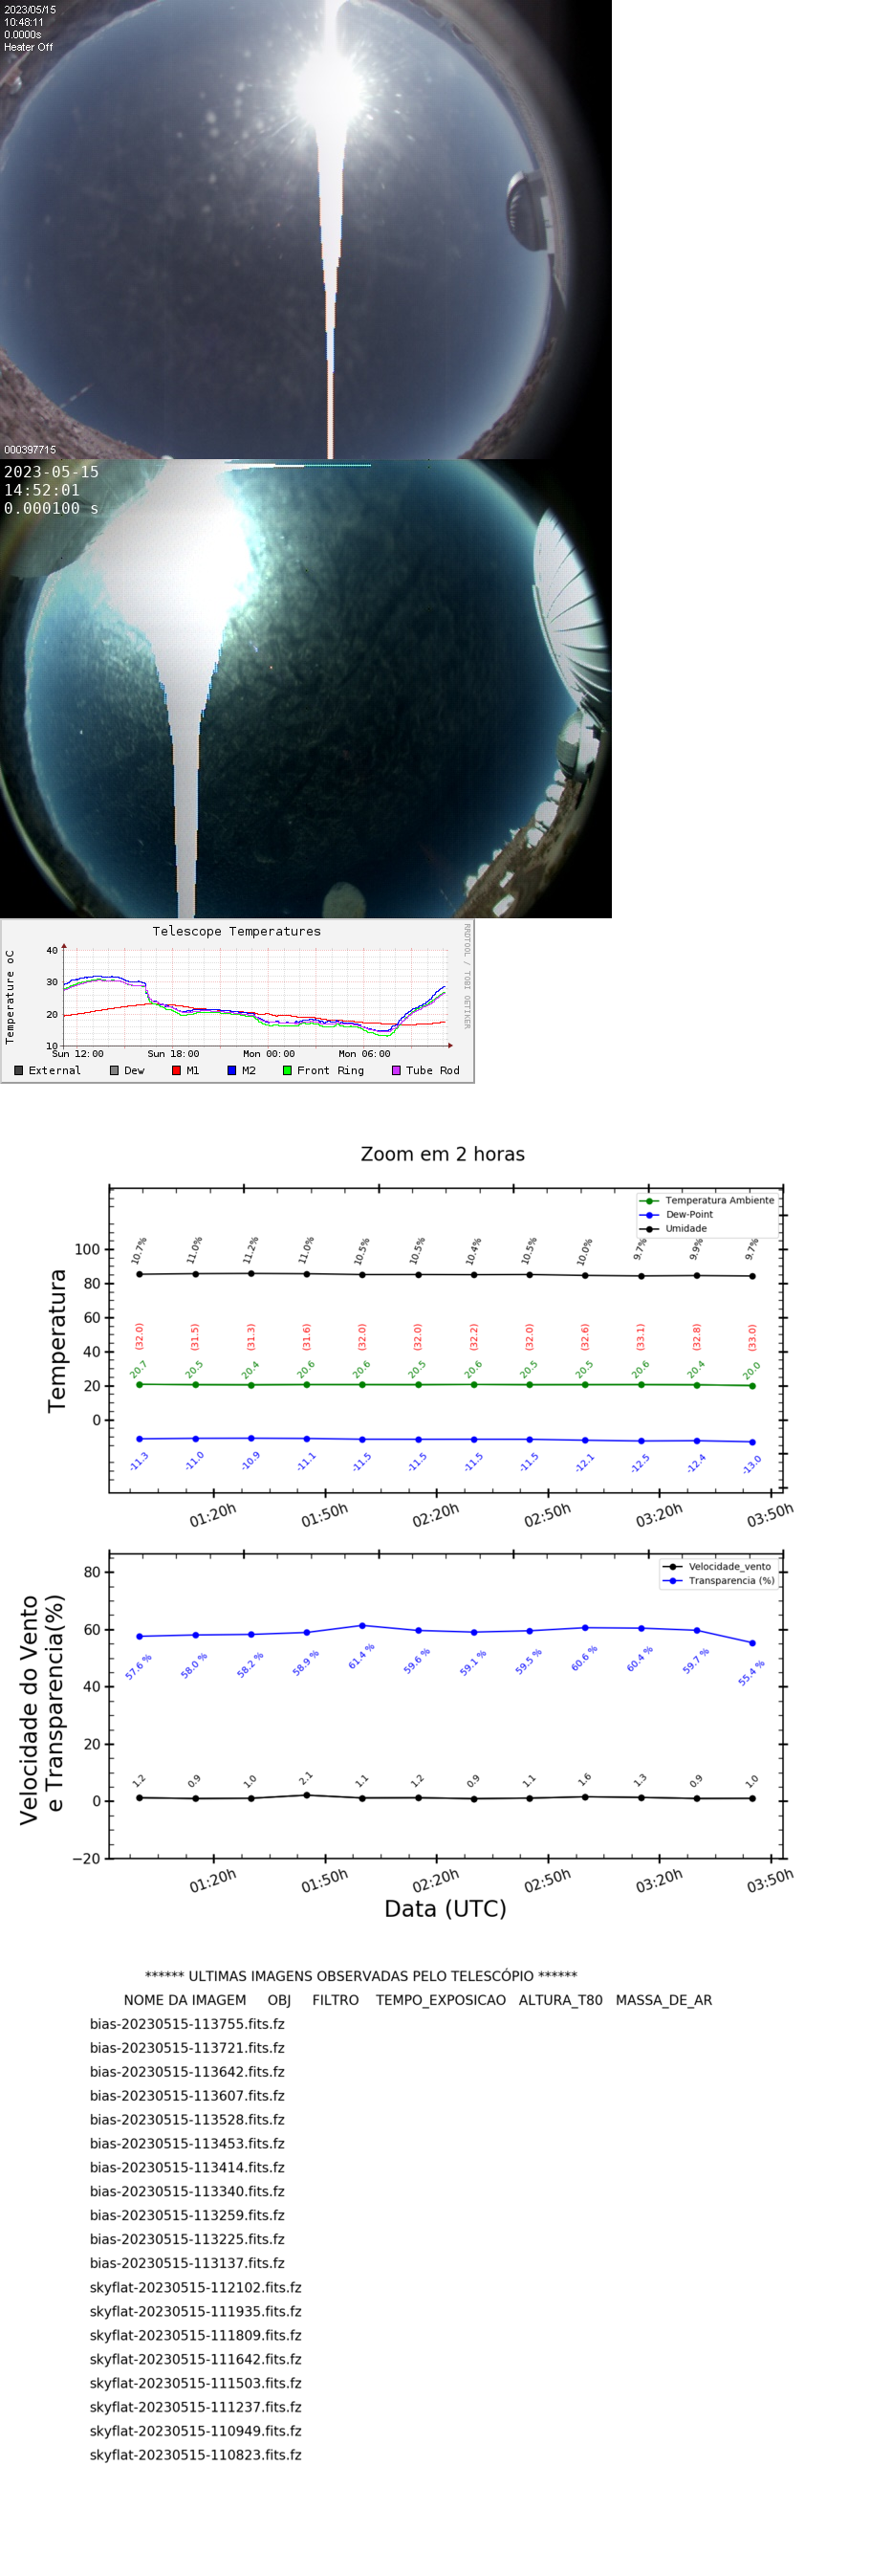 2023/05/15
10:48:11
0.0000s
Heater Off
000397715
2023-05-15
14:52:01
0.000100 s
Telescope Temperatures
Temperature oC
40
30
20
10
Sun 12:00 Sun 18:00 Mon 00:00 Mon 06:00
External Dew M1 M2 Front Ring Tube Rod
RRDTOOL / TOBI OETIKER
Zoom em 2 horas
Temperatura
Temperatura Ambiente
Dew-Point
Umidade
100
80
60
40
20
0
10.7% 11.0% 11.2% 11.0% 10.5% 10.5% 10.4% 10.5% 10.0% 9.7% 9.9% 9.7%
(32.0) (31.5) (31.3) (31.6) (32.0) (32.0) (32.2) (32.0) (32.6) (33.1) (32.8) (33.0)
20.7 20.5 20.4 20.6 20.6 20.5 20.6 20.5 20.5 20.6 20.4 20.0
-11.3 -11.0 -10.9 -11.1 -11.5 -11.5 -11.5 -11.5 -12.1 -12.5 -12.4 -13.0
01:20h 01:50h 02:20h 02:50h 03:20h 03:50h
Velocidade do Vento
e Transparencia(%)
Velocidade_vento
Transparencia (%)
80
60
40
20
0
−20
57.6 % 58.0 % 58.2 % 58.9 % 61.4 % 59.6 % 59.1 % 59.5 % 60.6 % 60.4 % 59.7 % 55.4 %
1.2 0.9 1.0 2.1 1.1 1.2 0.9 1.1 1.6 1.3 0.9 1.0
01:20h 01:50h 02:20h 02:50h 03:20h 03:50h
Data (UTC)
****** ULTIMAS IMAGENS OBSERVADAS PELO TELESCÓPIO ******
NOME DA IMAGEM OBJ FILTRO TEMPO_EXPOSICAO ALTURA_T80 MASSA_DE_AR
bias-20230515-113755.fits.fz
bias-20230515-113721.fits.fz
bias-20230515-113642.fits.fz
bias-20230515-113607.fits.fz
bias-20230515-113528.fits.fz
bias-20230515-113453.fits.fz
bias-20230515-113414.fits.fz
bias-20230515-113340.fits.fz
bias-20230515-113259.fits.fz
bias-20230515-113225.fits.fz
bias-20230515-113137.fits.fz
skyflat-20230515-112102.fits.fz
skyflat-20230515-111935.fits.fz
skyflat-20230515-111809.fits.fz
skyflat-20230515-111642.fits.fz
skyflat-20230515-111503.fits.fz
skyflat-20230515-111237.fits.fz
skyflat-20230515-110949.fits.fz
skyflat-20230515-110823.fits.fz